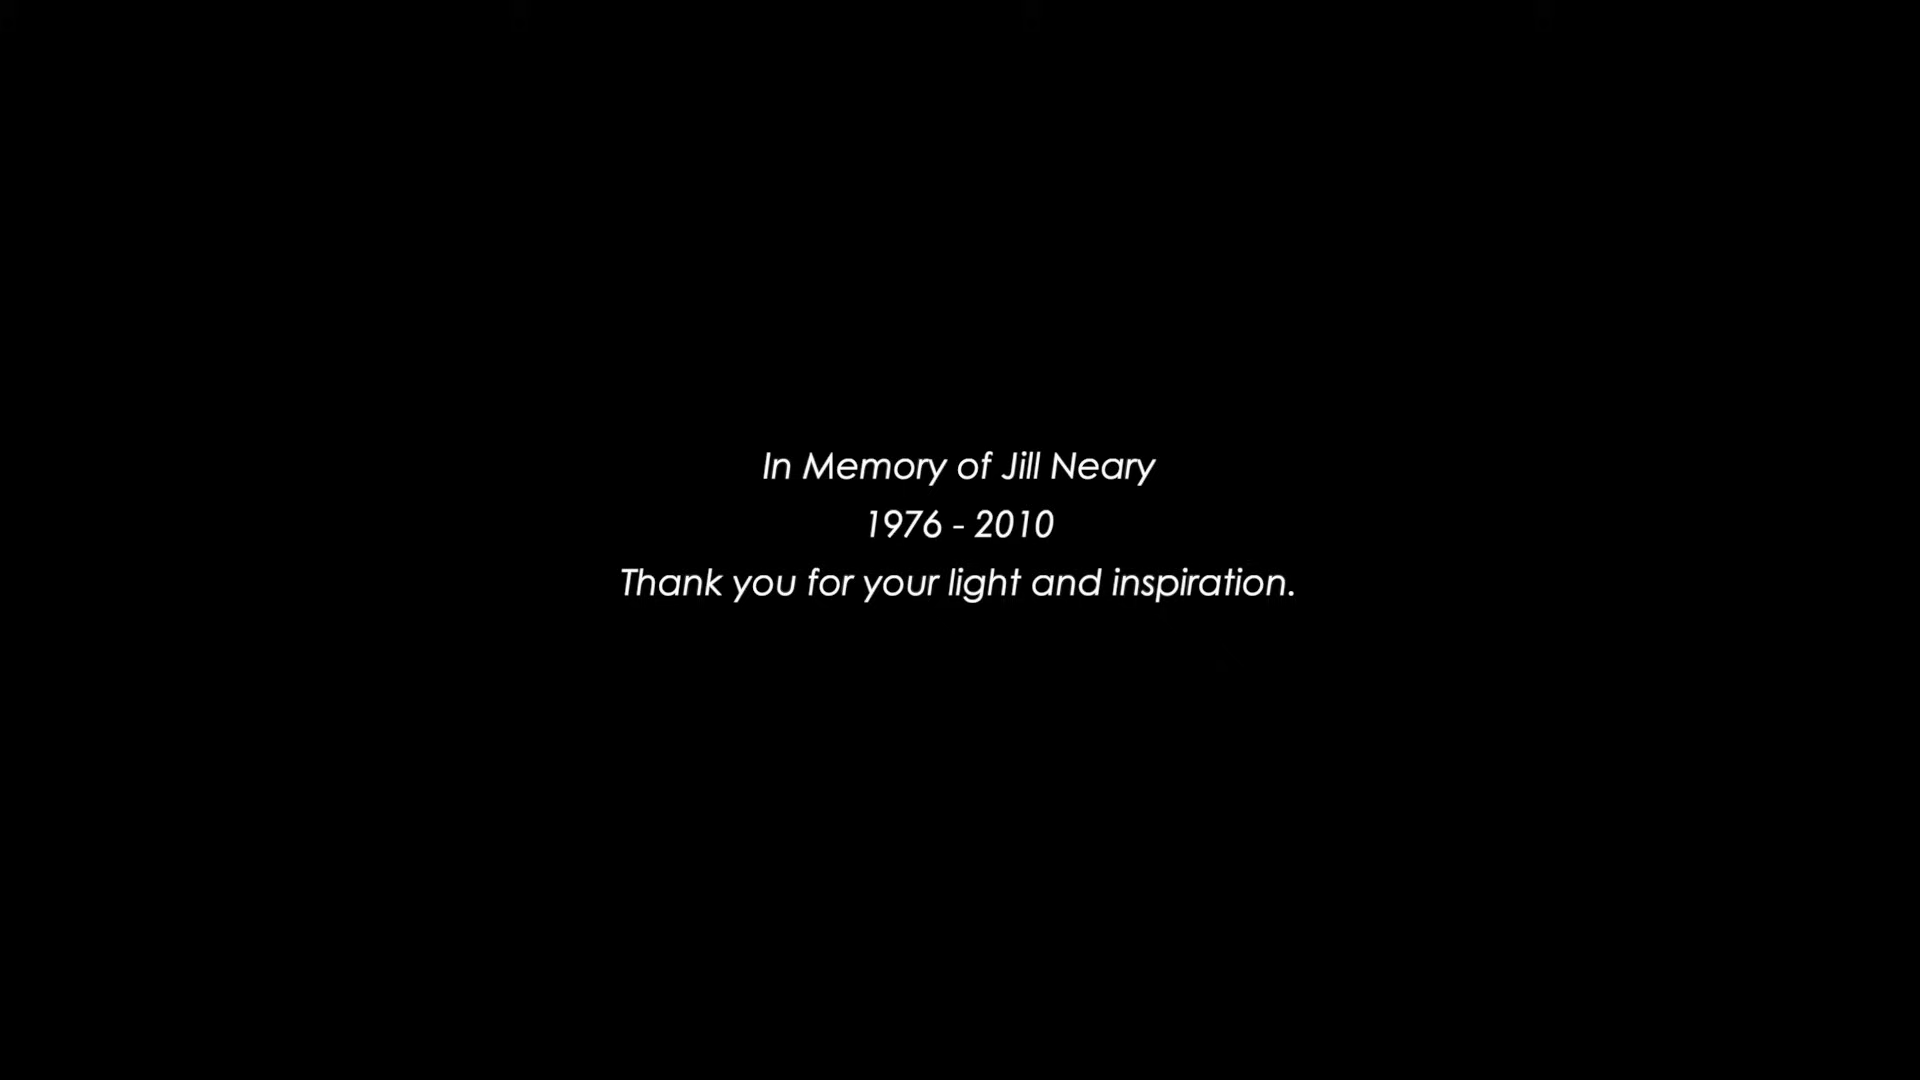 In Memory of Jill Neary
1976 - 2010
Thank you for your light and inspiration.